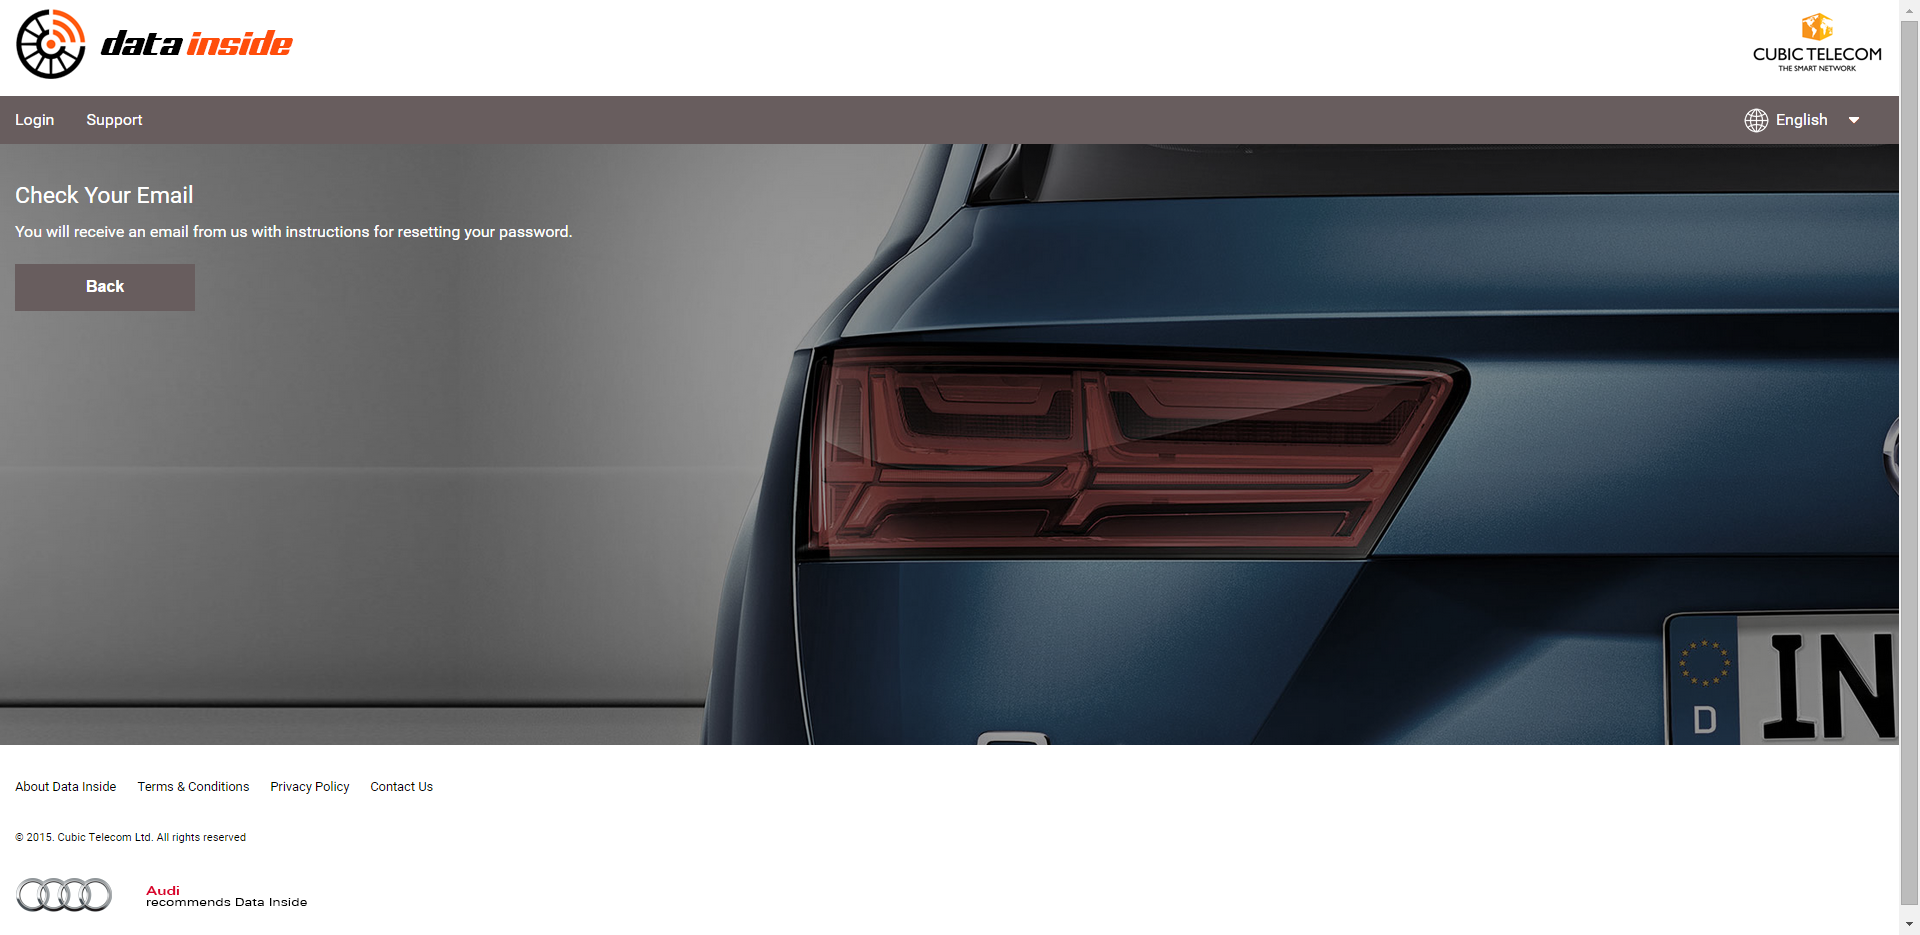 data inside
CUBIC TELECOM
THE SMART NETWORK
Login Support English
Check Your Email
You will receive an email from us with instructions for resetting your password.
Back
D IN
About Data Inside Terms & Conditions Privacy Policy Contact Us
© 2015. Cubic Telecom Ltd. All rights reserved
Audi
recommends Data Inside